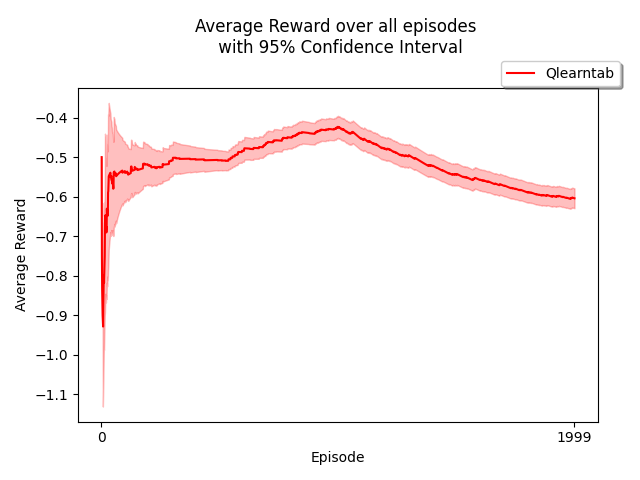 Average Reward over all episodes
with 95% Confidence Interval
Qlearntab
−0.4
−0.5
−0.6
−0.7
−0.8
−0.9
−1.0
−1.1
Average Reward
0
1999
Episode